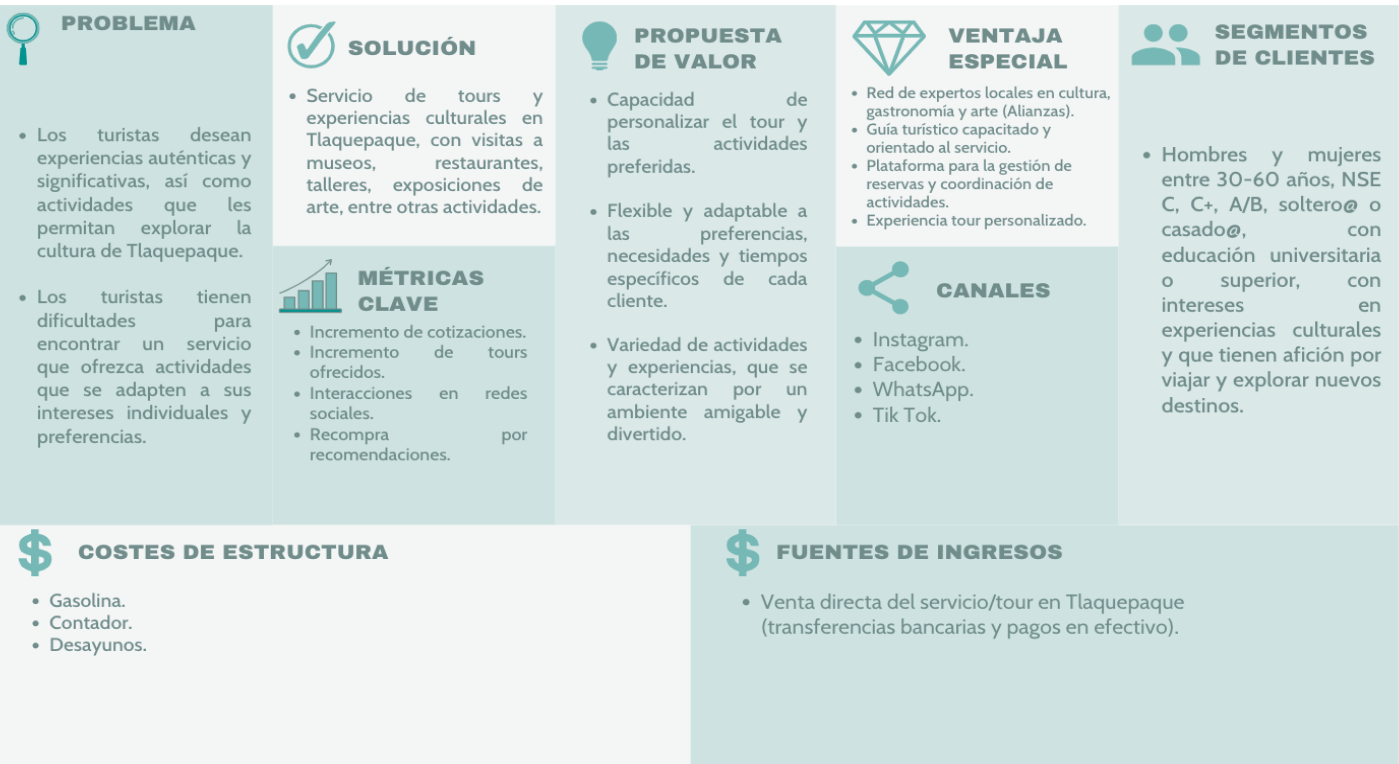 PROBLEMA
• Los turistas desean
experiencias auténticas y
significativas, así como
actividades que les
permitan explorar la
cultura de Tlaquepaque.
• Los turistas tienen
dificultades para
encontrar un servicio
que ofrezca actividades
que se adapten a sus
intereses individuales y
preferencias.
SOLUCIÓN
• Servicio de tours y
experiencias culturales en
Tlaquepaque, con visitas a
museos, restaurantes,
talleres, exposiciones de
arte, entre otras actividades.
MÉTRICAS
CLAVE
• Incremento de cotizaciones.
• Incremento de tours
ofrecidos.
• Interacciones en redes
sociales.
• Recompra por
recomendaciones.
PROPUESTA
DE VALOR
• Capacidad de
personalizar el tour y
las actividades
preferidas.
• Flexible y adaptable a
las preferencias,
necesidades y tiempos
específicos de cada
cliente.
• Variedad de actividades
y experiencias, que se
caracterizan por un
ambiente amigable y
divertido.
VENTAJA
ESPECIAL
• Red de expertos locales en cultura,
gastronomía y arte (Alianzas).
• Guía turístico capacitado y
orientado al servicio.
• Plataforma para la gestión de
reservas y coordinación de
actividades.
• Experiencia tour personalizado.
CANALES
• Instagram.
• Facebook.
• WhatsApp.
• Tik Tok.
SEGMENTOS
DE CLIENTES
• Hombres y mujeres
entre 30-60 años, NSE
C, C+, A/B, solter@ o
casad@, con
educación universitaria
o superior, con
intereses en
experiencias culturales
y que tienen afición por
viajar y explorar nuevos
destinos.
COSTES DE ESTRUCTURA
• Gasolina.
• Contador.
• Desayunos.
FUENTES DE INGRESOS
• Venta directa del servicio/tour en Tlaquepaque
(transferencias bancarias y pagos en efectivo).